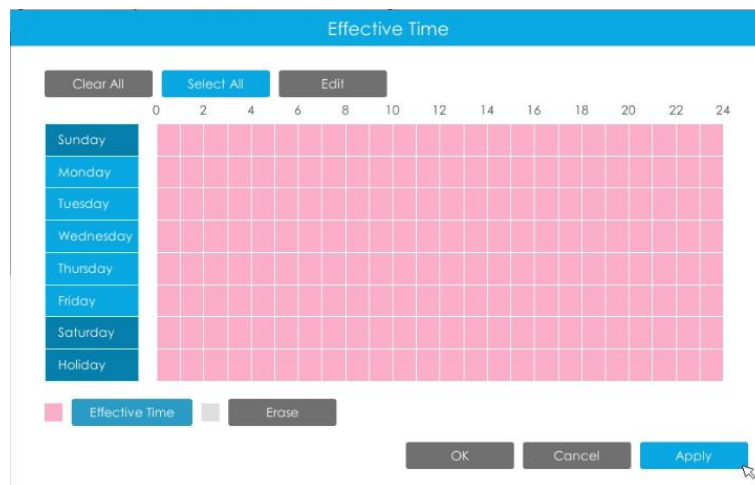 Effective Time
Clear All Select All Edit
0 2 4 6 8 10 12 14 16 18 20 22 24
Sunday
Monday
Tuesday
Wednesday
Thursday
Friday
Saturday
Holiday
Effective Time Erase
OK Cancel Apply